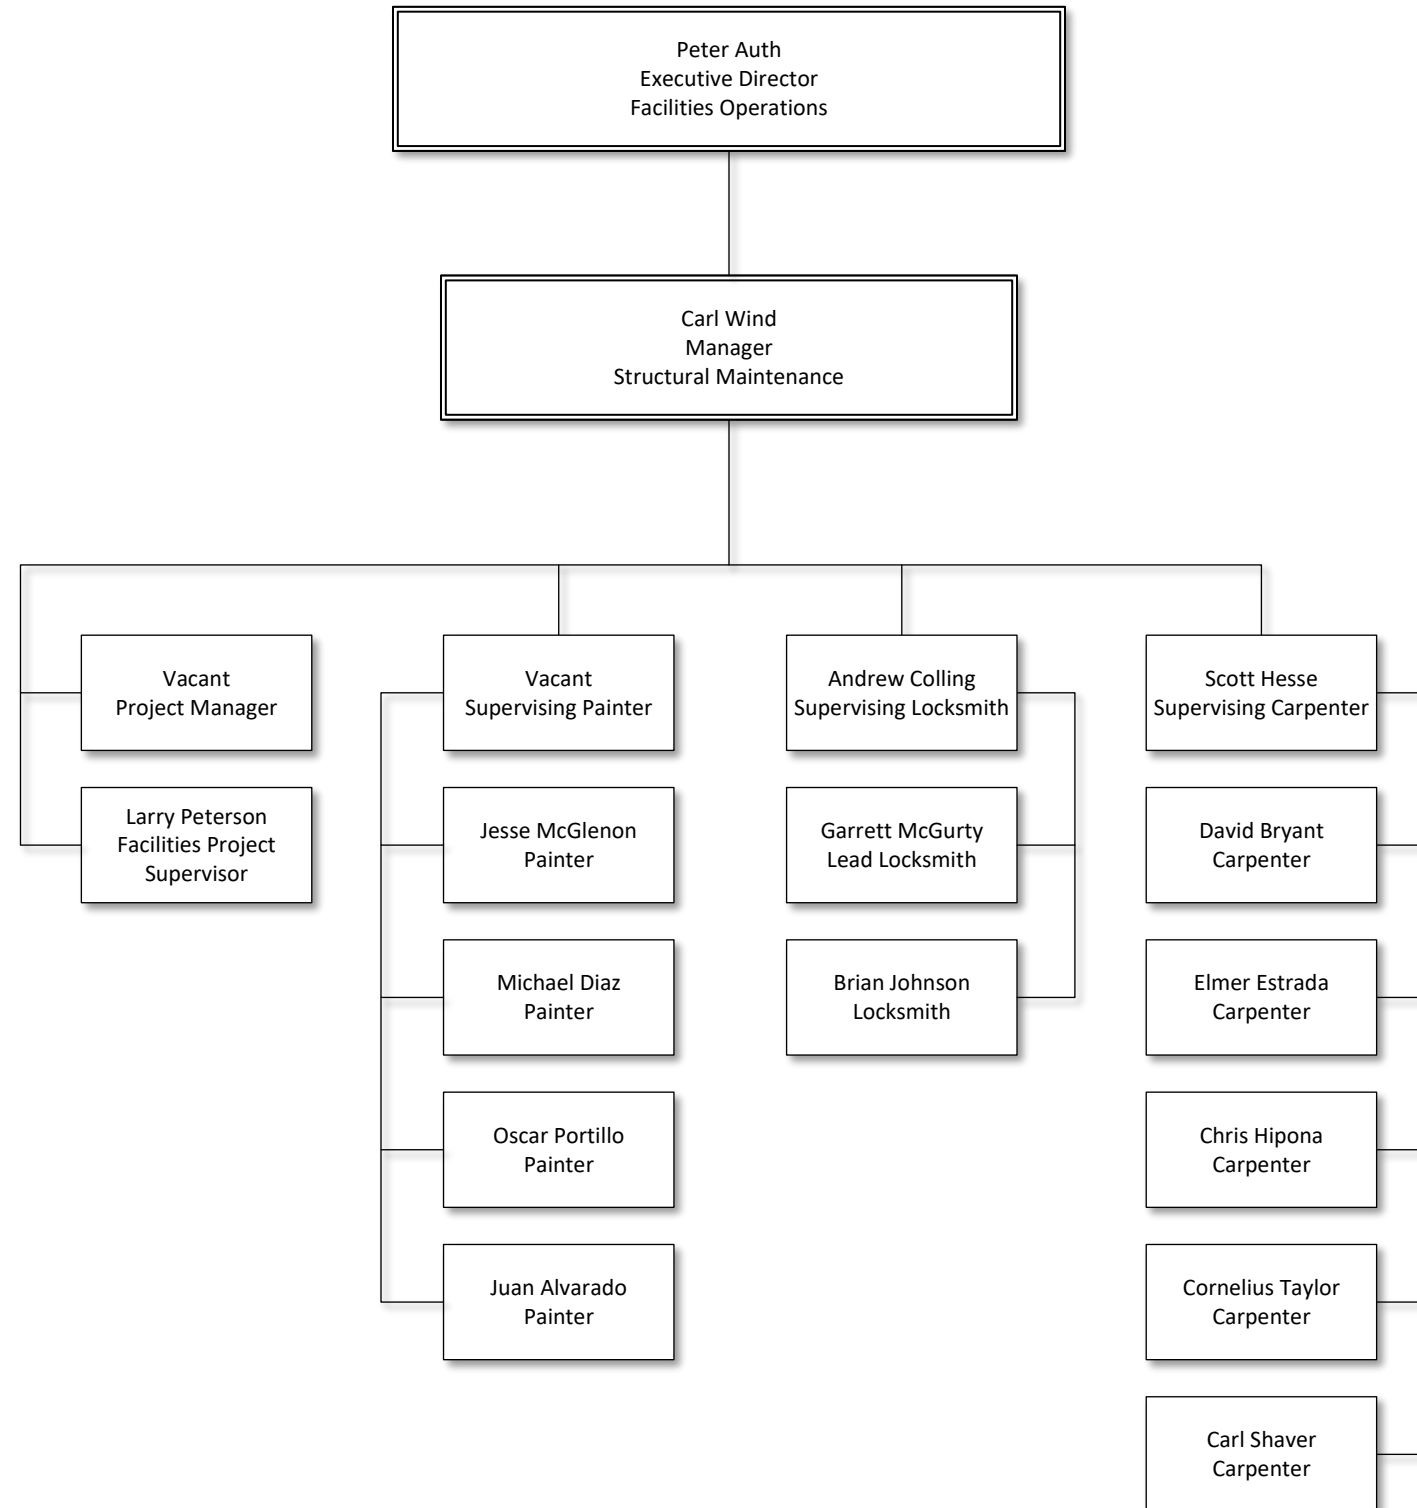 Peter Auth
Executive Director
Facilities Operations
Carl Wind
Manager
Structural Maintenance
Vacant
Project Manager
Larry Peterson
Facilities Project
Supervisor
Vacant
Supervising Painter
Jesse McGlenon
Painter
Michael Diaz
Painter
Oscar Portillo
Painter
Juan Alvarado
Painter
Andrew Colling
Supervising Locksmith
Garrett McGurty
Lead Locksmith
Brian Johnson
Locksmith
Scott Hesse
Supervising Carpenter
David Bryant
Carpenter
Elmer Estrada
Carpenter
Chris Hipona
Carpenter
Cornelius Taylor
Carpenter
Carl Shaver
Carpenter